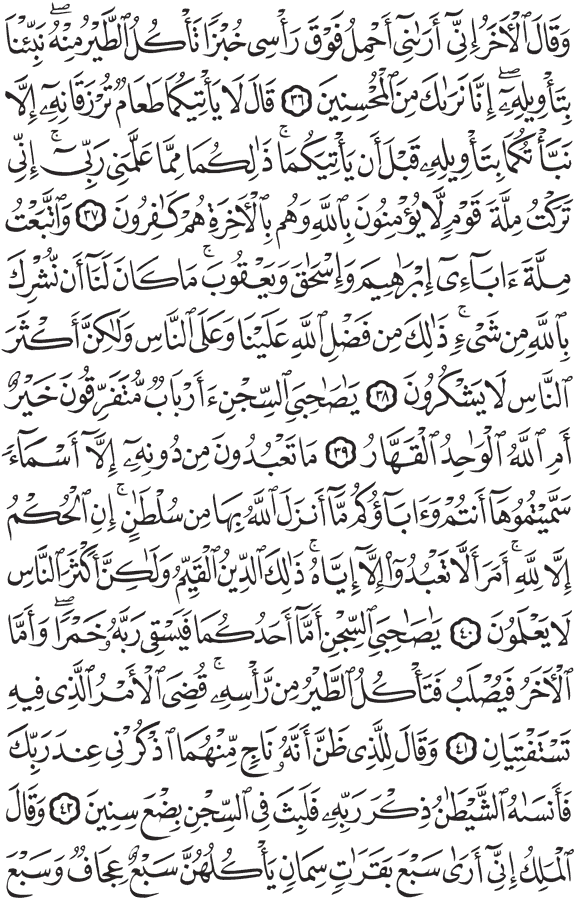 وَقَالَ ٱلْأَخَرُ إِنِّىٓ أَرَىٰنِىٓ أَحْمِلُ فَوْقَ رَأْسِى خُبْزًا تَأْكُلُ ٱلطَّيْرُ مِنْهُ ۖ نَبِّئْنَا
بِتَأْوِيلِهِۦٓ ۖ إِنَّا نَرَىٰكَ مِنَ ٱلْمُحْسِنِينَ ٣٦ قَالَ لَا يَأْتِيكُمَا طَعَامٌ تُرْزَقَانِهِۦٓ إِلَّا
نَبَّأْتُكُمَا بِتَأْوِيلِهِۦ قَبْلَ أَن يَأْتِيَكُمَا ۚ ذَٰلِكُمَا مِمَّا عَلَّمَنِى رَبِّىٓ ۚ إِنِّى
تَرَكْتُ مِلَّةَ قَوْمٍ لَّا يُؤْمِنُونَ بِٱللَّهِ وَهُم بِٱلْأَخِرَةِ هُمْ كَٰفِرُونَ ٣٧ وَٱتَّبَعْتُ
مِلَّةَ ءَابَآءِىٓ إِبْرَٰهِيمَ وَإِسْحَٰقَ وَيَعْقُوبَ ۚ مَا كَانَ لَنَآ أَن نُّشْرِكَ
بِٱللَّهِ مِن شَىْءٍ ۚ ذَٰلِكَ مِن فَضْلِ ٱللَّهِ عَلَيْنَا وَعَلَى ٱلنَّاسِ وَلَٰكِنَّ أَكْثَرَ
ٱلنَّاسِ لَا يَشْكُرُونَ ٣٨ يَٰصَٰحِبَىِ ٱلسِّجْنِ ءَأَرْبَابٌ مُّتَفَرِّقُونَ خَيْرٌ
أَمِ ٱللَّهُ ٱلْوَٰحِدُ ٱلْقَهَّارُ ٣٩ مَا تَعْبُدُونَ مِن دُونِهِۦٓ إِلَّآ أَسْمَآءً
سَمَّيْتُمُوهَآ أَنتُمْ وَءَابَآؤُكُم مَّآ أَنزَلَ ٱللَّهُ بِهَا مِن سُلْطَٰنٍ ۚ إِنِ ٱلْحُكْمُ
إِلَّا لِلَّهِ ۚ أَمَرَ أَلَّا تَعْبُدُوٓا۟ إِلَّآ إِيَّاهُ ۚ ذَٰلِكَ ٱلدِّينُ ٱلْقَيِّمُ وَلَٰكِنَّ أَكْثَرَ ٱلنَّاسِ
لَا يَعْلَمُونَ ٤٠ يَٰصَٰحِبَىِ ٱلسِّجْنِ أَمَّآ أَحَدُكُمَا فَيَسْقِى رَبَّهُۥ خَمْرًا ۖ وَأَمَّا
ٱلْأَخَرُ فَيُصْلَبُ فَتَأْكُلُ ٱلطَّيْرُ مِن رَّأْسِهِۦ ۚ قُضِىَ ٱلْأَمْرُ ٱلَّذِى فِيهِ
تَسْتَفْتِيَانِ ٤١ وَقَالَ لِلَّذِى ظَنَّ أَنَّهُۥ نَاجٍ مِّنْهُمَا ٱذْكُرْنِى عِندَ رَبِّكَ
فَأَنسَىٰهُ ٱلشَّيْطَٰنُ ذِكْرَ رَبِّهِۦ فَلَبِثَ فِى ٱلسِّجْنِ بِضْعَ سِنِينَ ٤٢ وَقَالَ
ٱلْمَلِكُ إِنِّىٓ أَرَىٰ سَبْعَ بَقَرَٰتٍ سِمَانٍ يَأْكُلُهُنَّ سَبْعٌ عِجَافٌ وَسَبْعَ